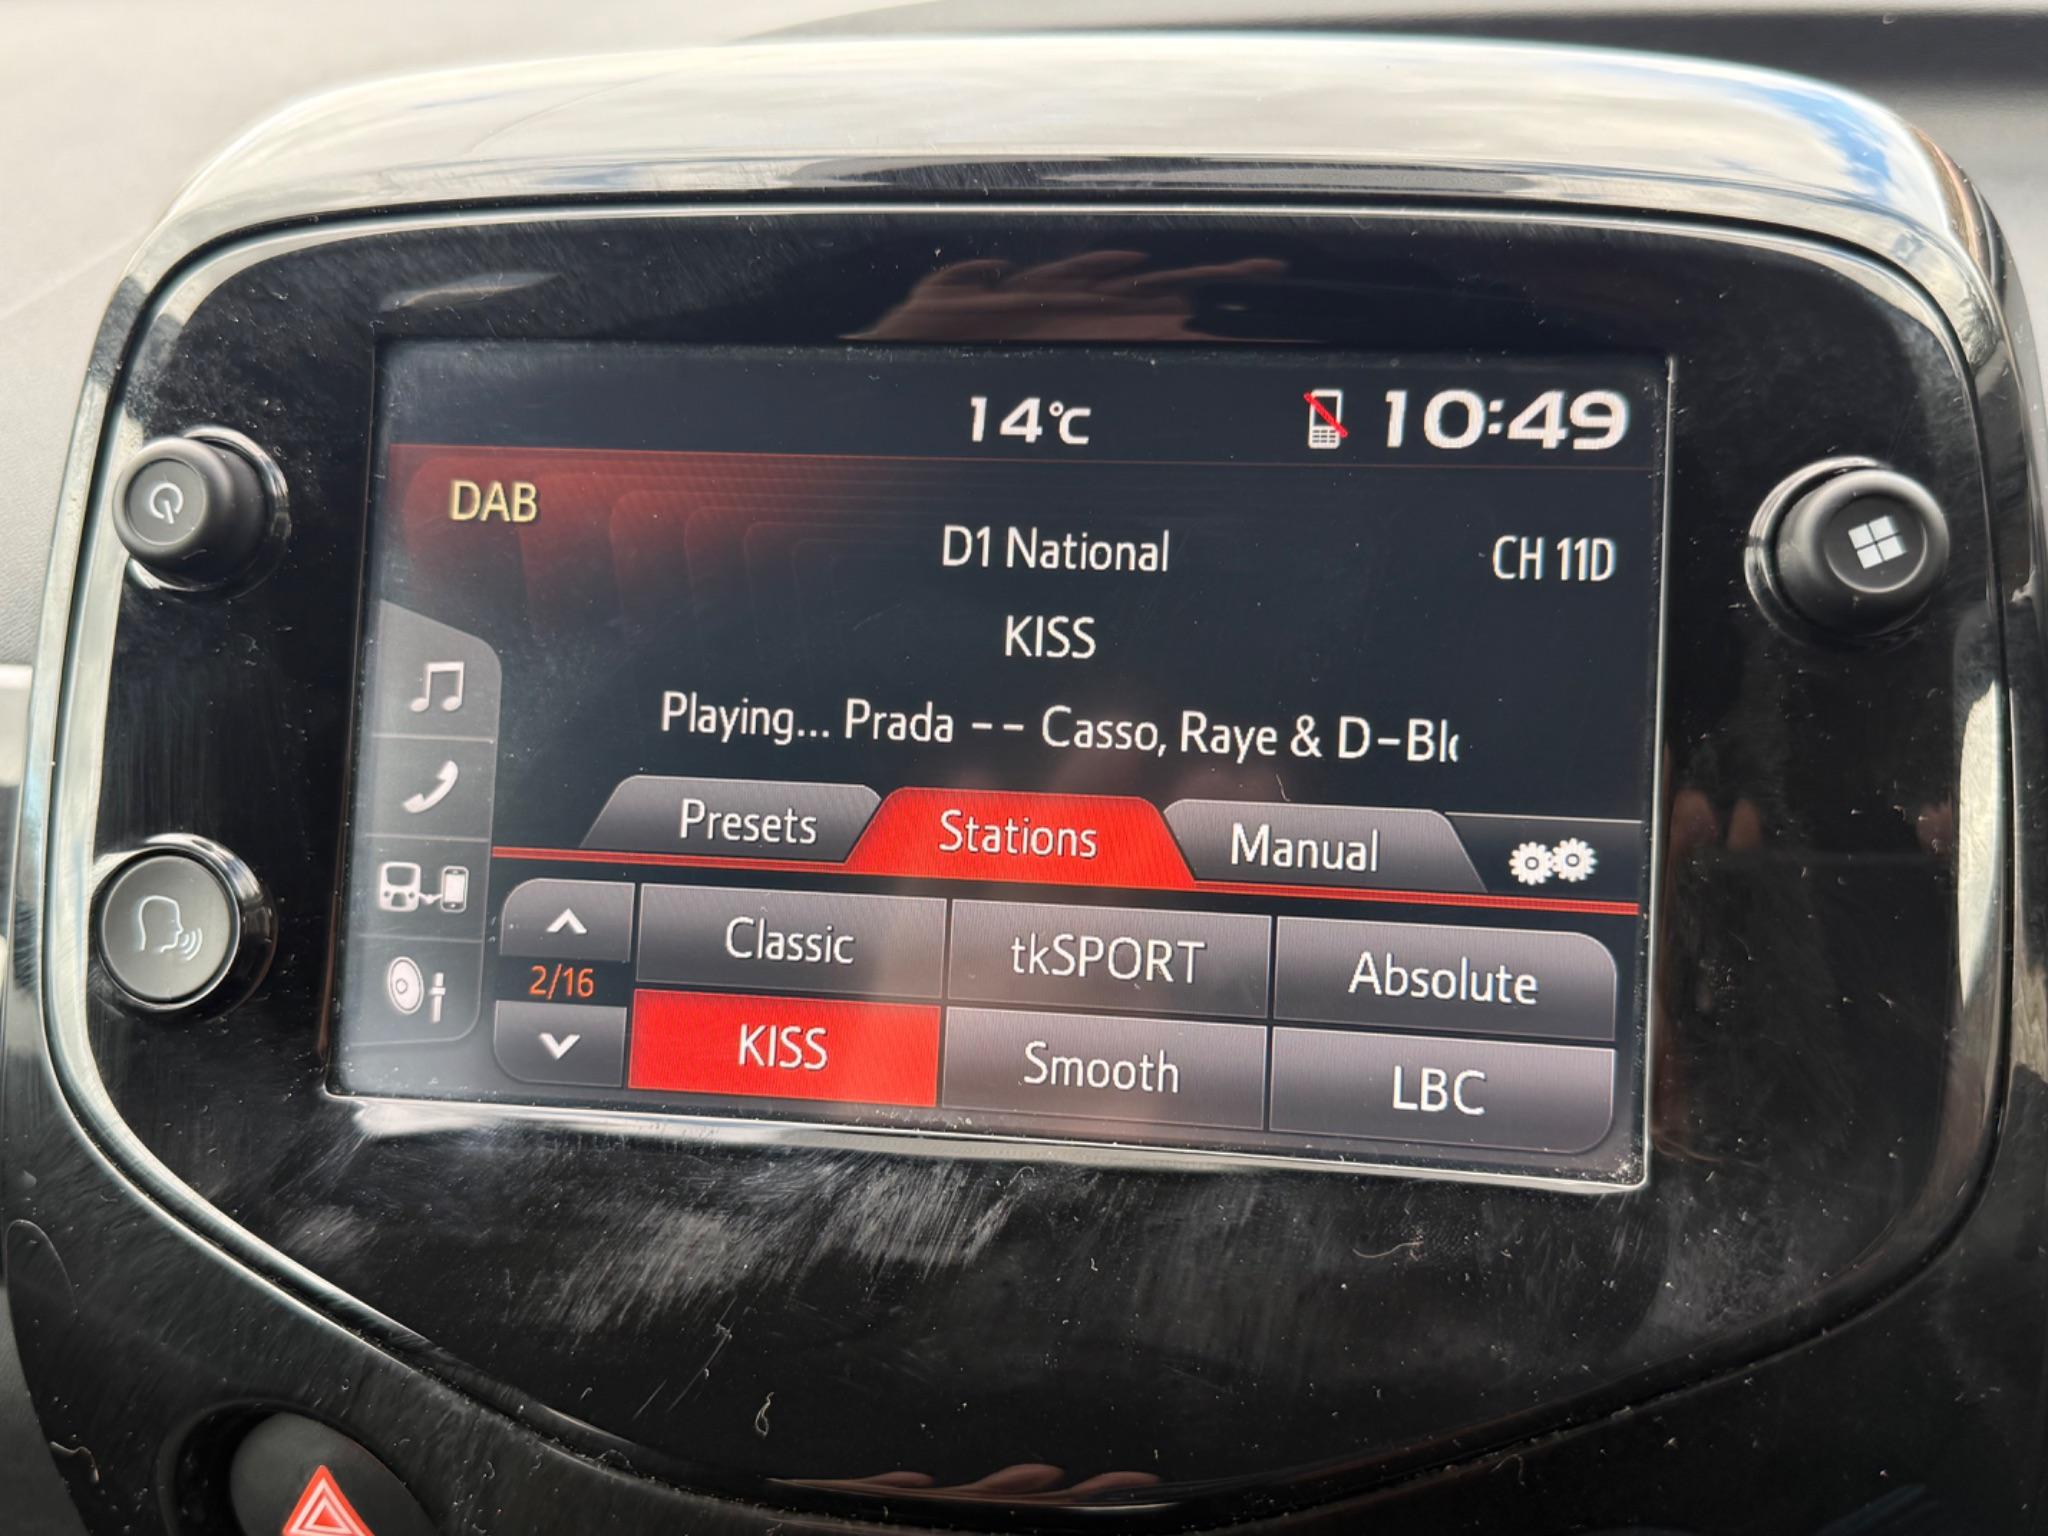 14°C 10:49
DAB
D1 National CH 11D
KISS
Playing... Prada -- Casso, Raye & D-Bl
Presets Stations Manual
Classic tkSPORT Absolute
2/16
KISS Smooth LBC